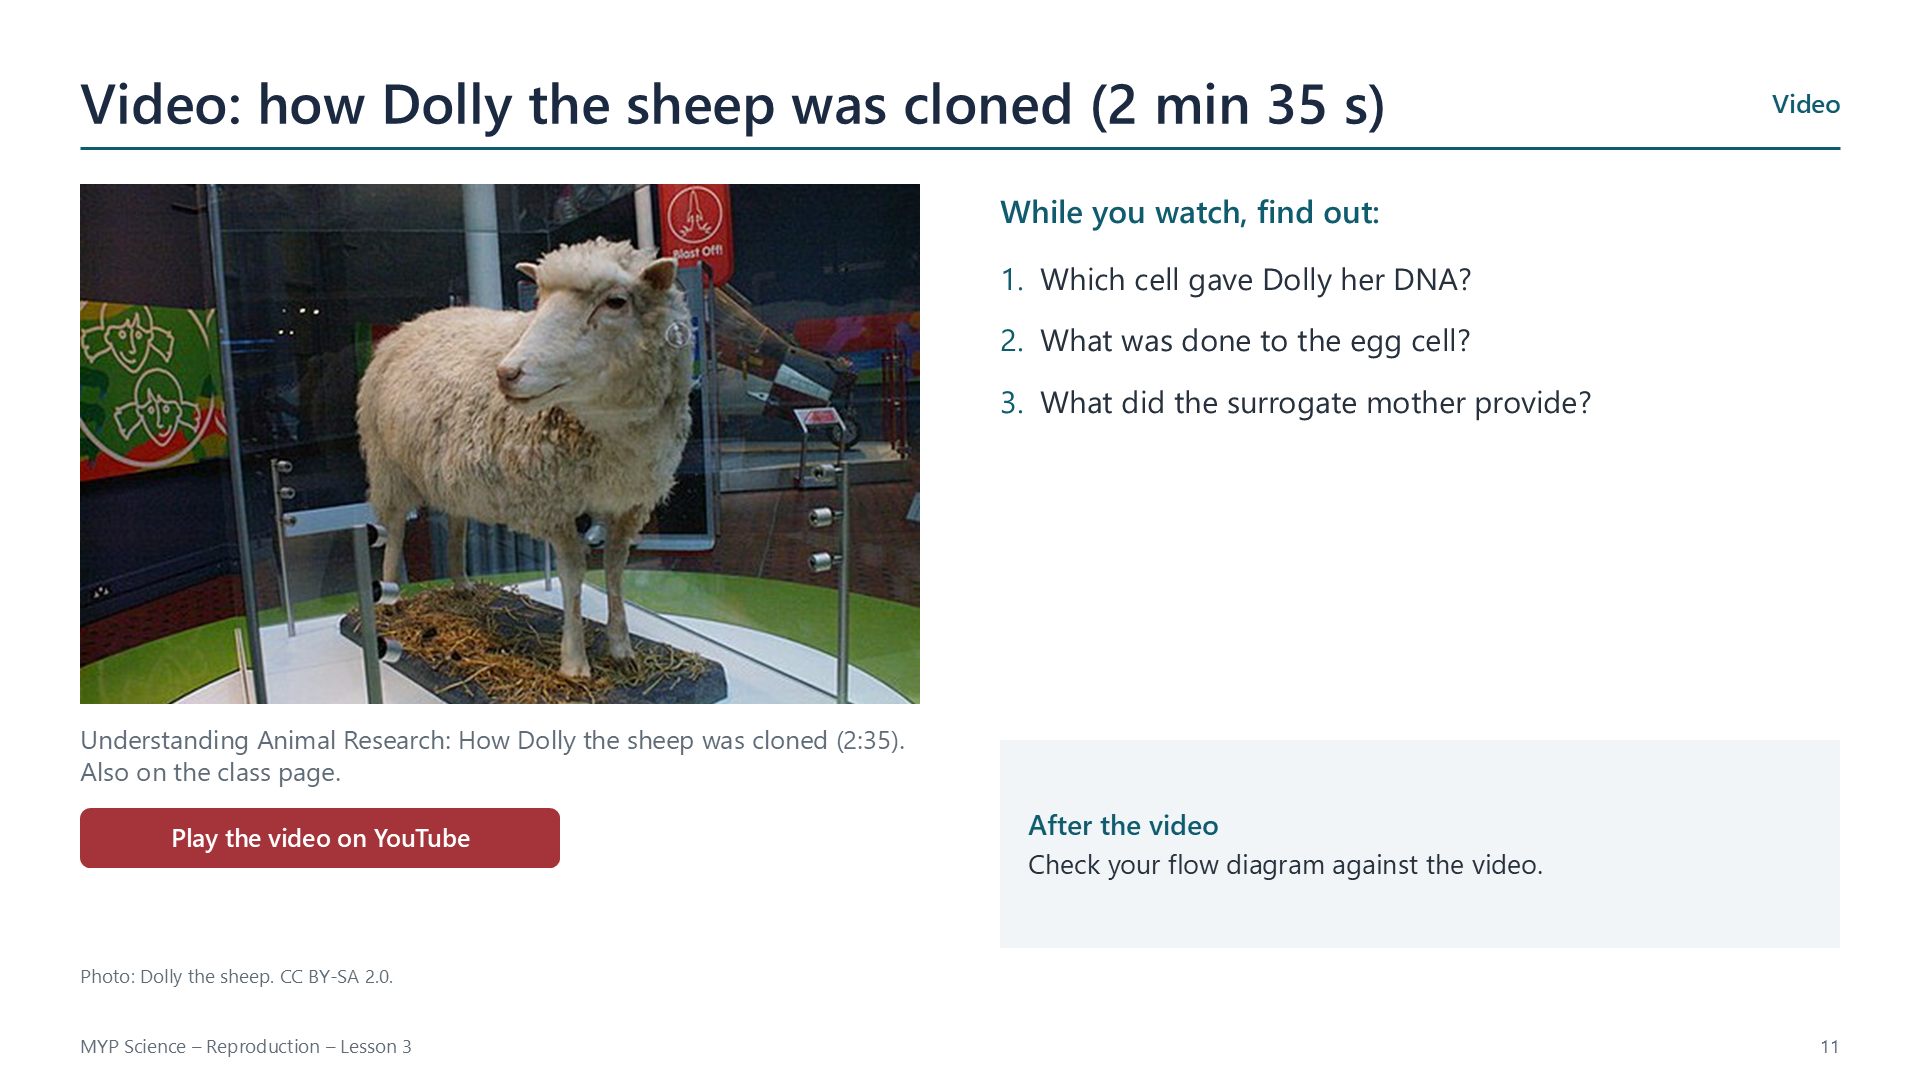 Video: how Dolly the sheep was cloned (2 min 35 s)
Video
Blast Off!
Understanding Animal Research: How Dolly the sheep was cloned (2:35).
Also on the class page.
Play the video on YouTube
While you watch, find out:
1. Which cell gave Dolly her DNA?
2. What was done to the egg cell?
3. What did the surrogate mother provide?
After the video
Check your flow diagram against the video.
Photo: Dolly the sheep. CC BY-SA 2.0.
MYP Science – Reproduction – Lesson 3
11